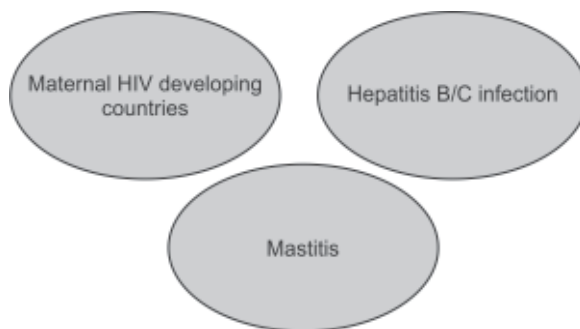 Maternal HIV developing
countries
Hepatitis B/C infection
Mastitis